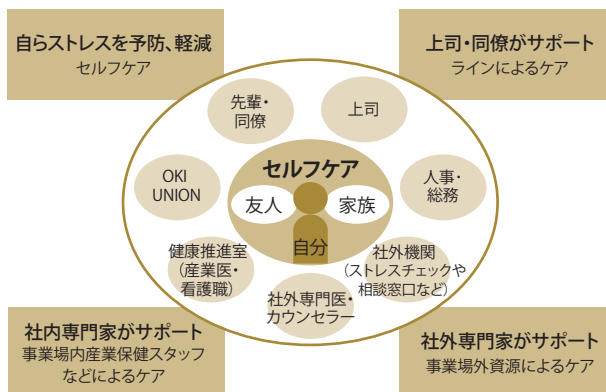 自らストレスを予防、軽減
セルフケア
上司・同僚がサポート
ラインによるケア
先輩・
同僚
上司
OKI
UNION
セルフケア
友人
家族
自分
人事・
総務
健康推進室
(産業医・
看護職)
社外専門医・
カウンセラー
社外機関
(ストレスチェックや
相談窓口など)
社内専門家がサポート
事業場内産業保健スタッフ
などによるケア
社外専門家がサポート
事業場外資源によるケア